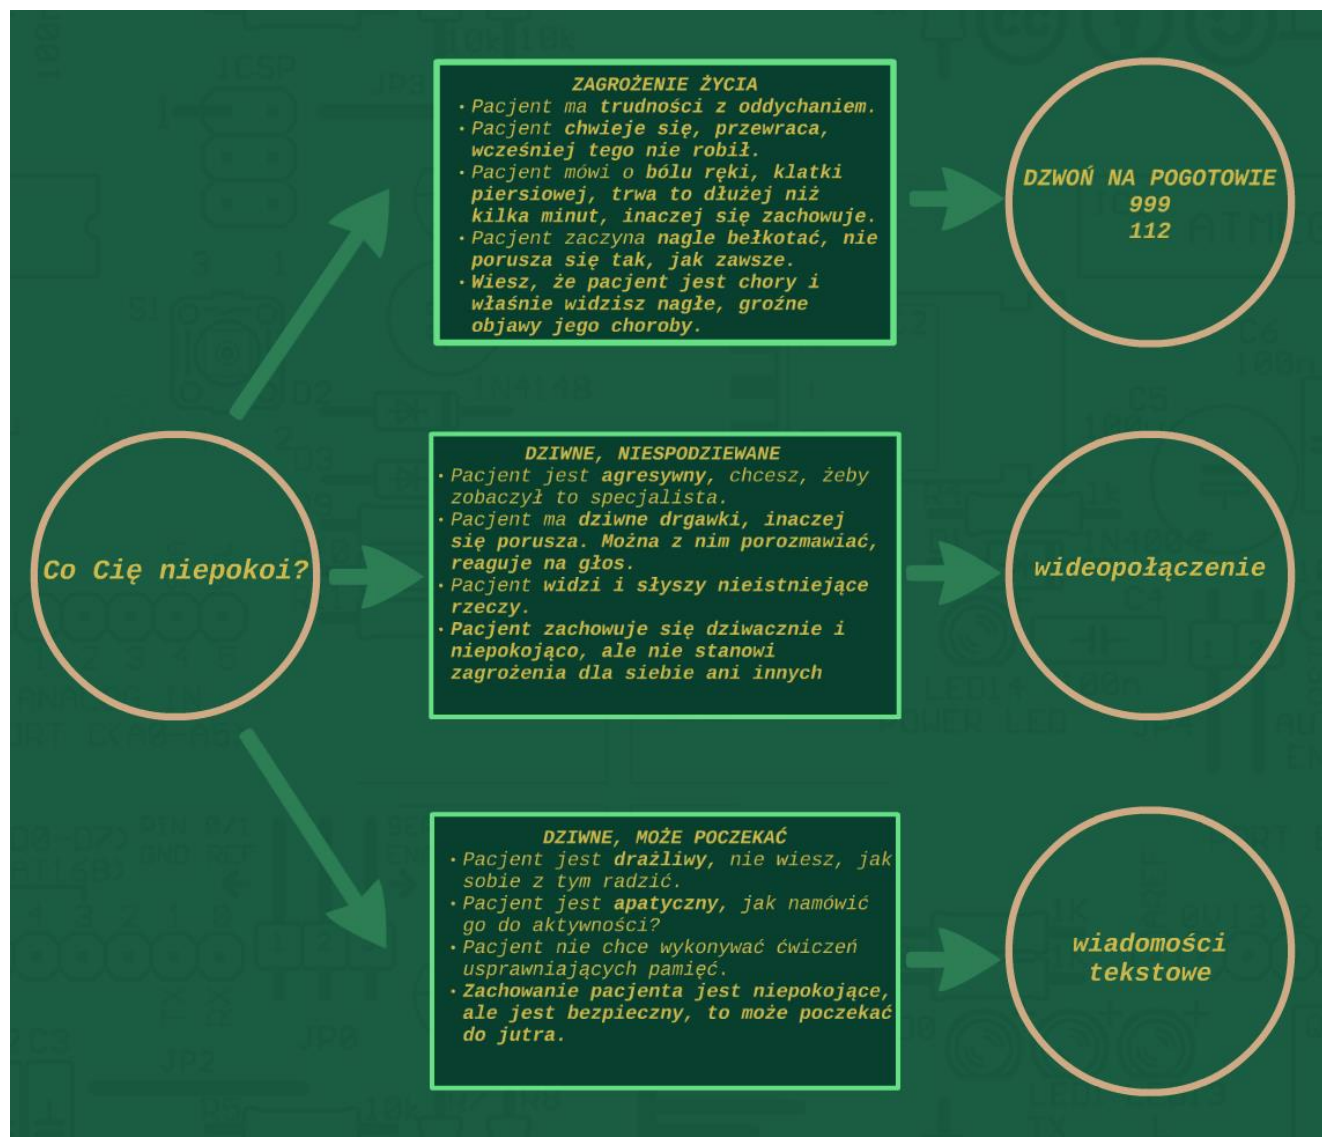 Co Cię niepokoi?
ZAGROŻENIE ŻYCIA
• Pacjent ma trudności z oddychaniem.
• Pacjent chwieje się, przewraca,
wcześniej tego nie robił.
• Pacjent mówi o bólu ręki, klatki
piersiowej, trwa to dłużej niż
kilka minut, inaczej się zachowuje.
• Pacjent zaczyna nagle bełkotać, nie
porusza się tak, jak zawsze.
• Wiesz, że pacjent jest chory i
właśnie widzisz nagłe, groźne
objawy jego choroby.
DZWOŃ NA POGOTOWIE
999
112
DZIWNE, NIESPODZIEWANE
• Pacjent jest agresywny, chcesz, żeby
zobaczył to specjalista.
• Pacjent ma dziwne drgawki, inaczej
się porusza. Można z nim porozmawiać,
reaguje na głos.
• Pacjent widzi i słyszy nieistniejące
rzeczy.
• Pacjent zachowuje się dziwacznie i
niepokojąco, ale nie stanowi
zagrożenia dla siebie ani innych
wideopołączenie
DZIWNE, MOŻE POCZEKAĆ
• Pacjent jest drażliwy, nie wiesz, jak
sobie z tym radzić.
• Pacjent jest apatyczny, jak namówić
go do aktywności?
• Pacjent nie chce wykonywać ćwiczeń
usprawniających pamięć.
• Zachowanie pacjenta jest niepokojące,
ale jest bezpieczny, to może poczekać
do jutra.
wiadomości
tekstowe